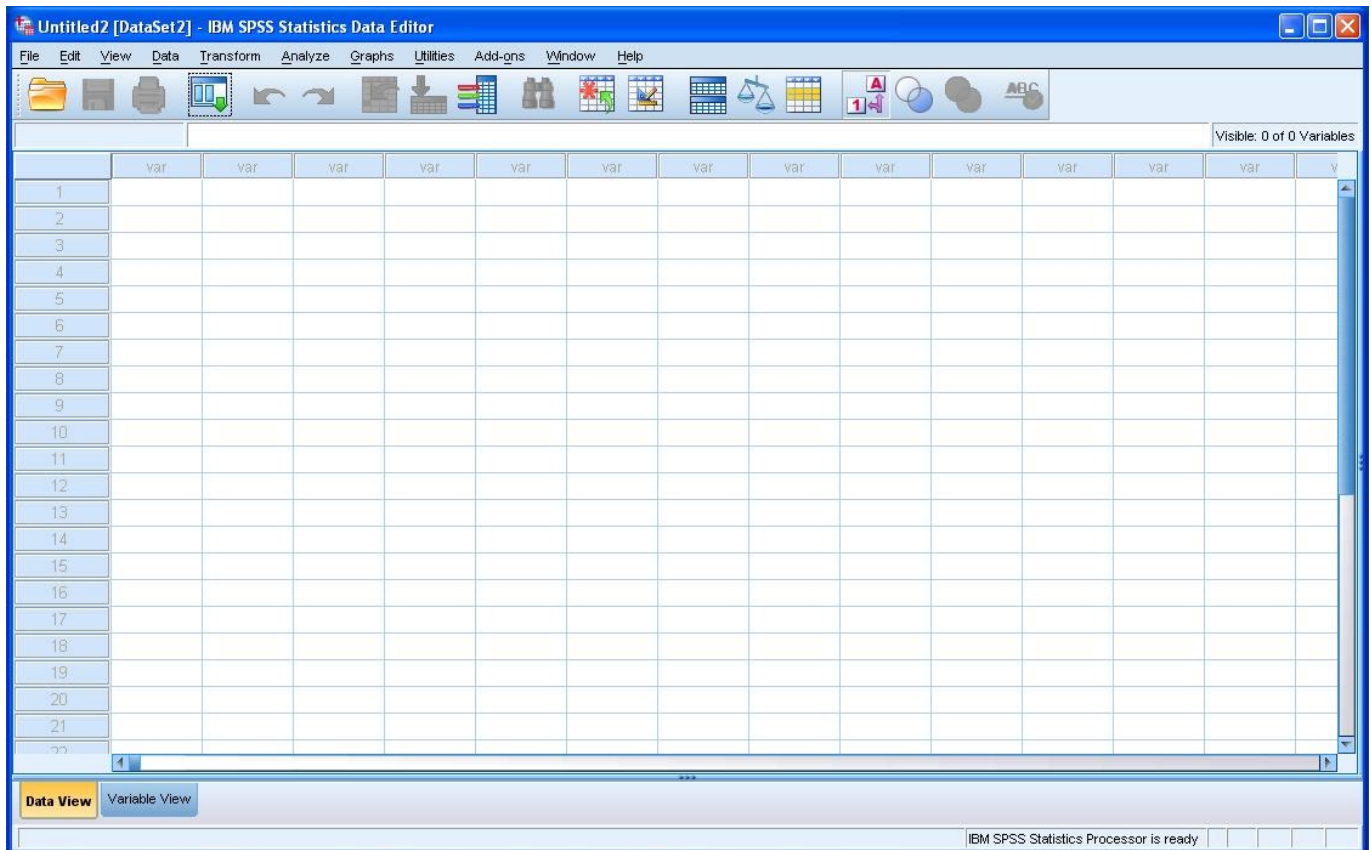 Untitled2 [DataSet2] - IBM SPSS Statistics Data Editor
File Edit View Data Transform Analyze Graphs Utilities Add-ons Window Help
A
1
ABC
Visible: 0 of 0 Variables
var var var var var var var var var var var var var v
1
2
3
4
5
6
7
8
9
10
11
12
13
14
15
16
17
18
19
20
21
22
Data View Variable View
IBM SPSS Statistics Processor is ready